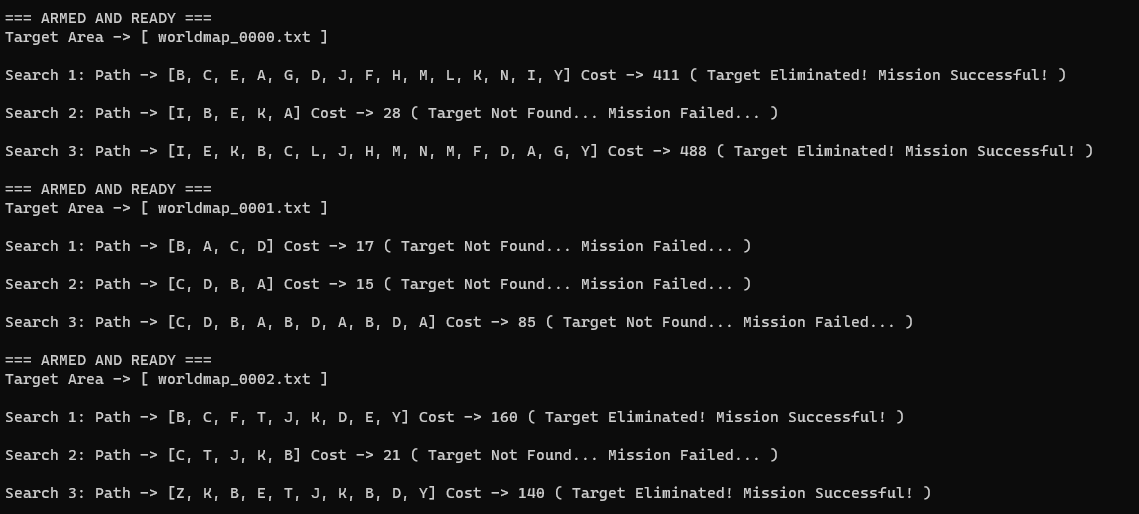 === ARMED AND READY ===
Target Area -> [ worldmap_0000.txt ]
Search 1: Path -> [B, C, E, A, G, D, J, F, H, M, L, K, N, I, Y] Cost -> 411 ( Target Eliminated! Mission Successful! )
Search 2: Path -> [I, B, E, K, A] Cost -> 28 ( Target Not Found... Mission Failed... )
Search 3: Path -> [I, E, K, B, C, L, J, H, M, N, M, F, D, A, G, Y] Cost -> 488 ( Target Eliminated! Mission Successful! )
=== ARMED AND READY ===
Target Area -> [ worldmap_0001.txt ]
Search 1: Path -> [B, A, C, D] Cost -> 17 ( Target Not Found... Mission Failed... )
Search 2: Path -> [C, D, B, A] Cost -> 15 ( Target Not Found... Mission Failed... )
Search 3: Path -> [C, D, B, A, B, D, A, B, D, A] Cost -> 85 ( Target Not Found... Mission Failed... )
=== ARMED AND READY ===
Target Area -> [ worldmap_0002.txt ]
Search 1: Path -> [B, C, F, T, J, K, D, E, Y] Cost -> 160 ( Target Eliminated! Mission Successful! )
Search 2: Path -> [C, T, J, K, B] Cost -> 21 ( Target Not Found... Mission Failed... )
Search 3: Path -> [Z, K, B, E, T, J, K, B, D, Y] Cost -> 140 ( Target Eliminated! Mission Successful! )